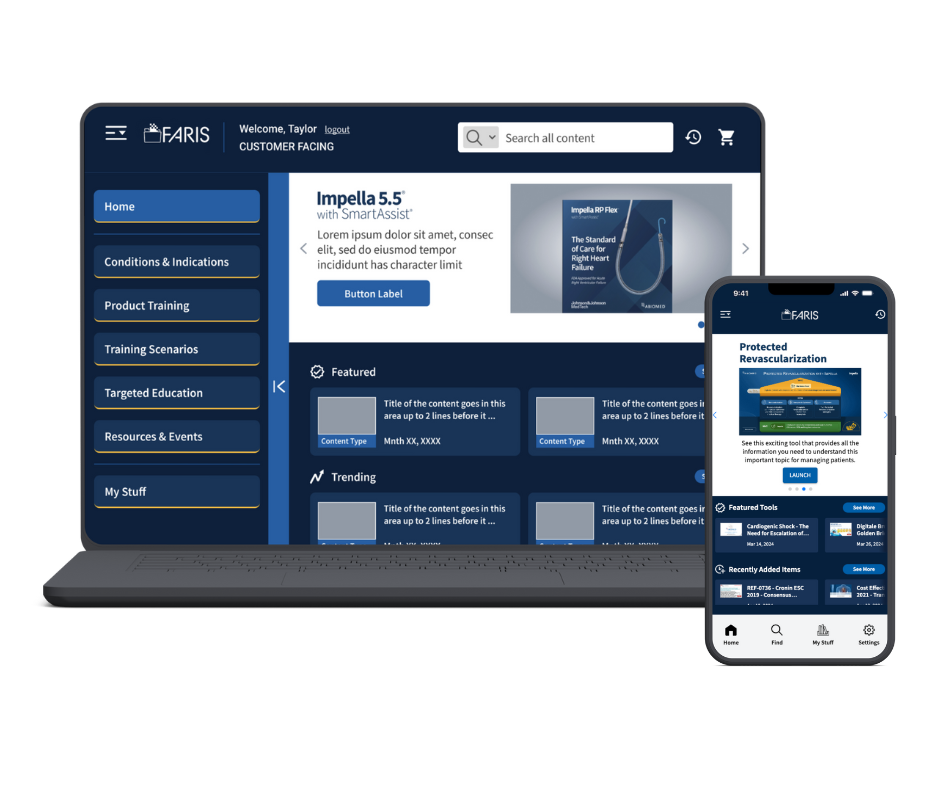 FARIS
Welcome, Taylor logout
CUSTOMER FACING
Search all content
Home
Conditions & Indications
Product Training
Training Scenarios
Targeted Education
Resources & Events
My Stuff
Impella 5.5®
with SmartAssist®
Lorem ipsum dolor sit amet, consec
elit, sed do eiusmod tempor
incididunt has character limit
Button Label
Impella RP Flex
The Standard
of Care for
Right Heart
Failure
Johnson&Johnson
MedTech
ABIOMED
Featured
Title of the content goes in this
area up to 2 lines before it ...
Content Type
Mnth XX, XXXX
Title of the content goes in
area up to 2 lines before it
Content Type
Mnth XX, XXXX
Trending
Title of the content goes in this
area up to 2 lines before it ...
Title of the content goes in
area up to 2 lines before it
9:41
FARIS
Protected
Revascularization
PROTECTED REVASCULARIZATION WITH IMPELLA
See this exciting tool that provides all the
information you need to understand this
important topic for managing patients.
LAUNCH
Featured Tools
See More
Cardiogenic Shock - The
Need for Escalation of...
Mar 14, 2024
Digitale Br
Golden Br
Mar 26, 2024
Recently Added Items
See More
REF-0736 - Cronin ESC
2019 - Consensus...
Cost Effect
2021 - Tra
Home
Find
My Stuff
Settings